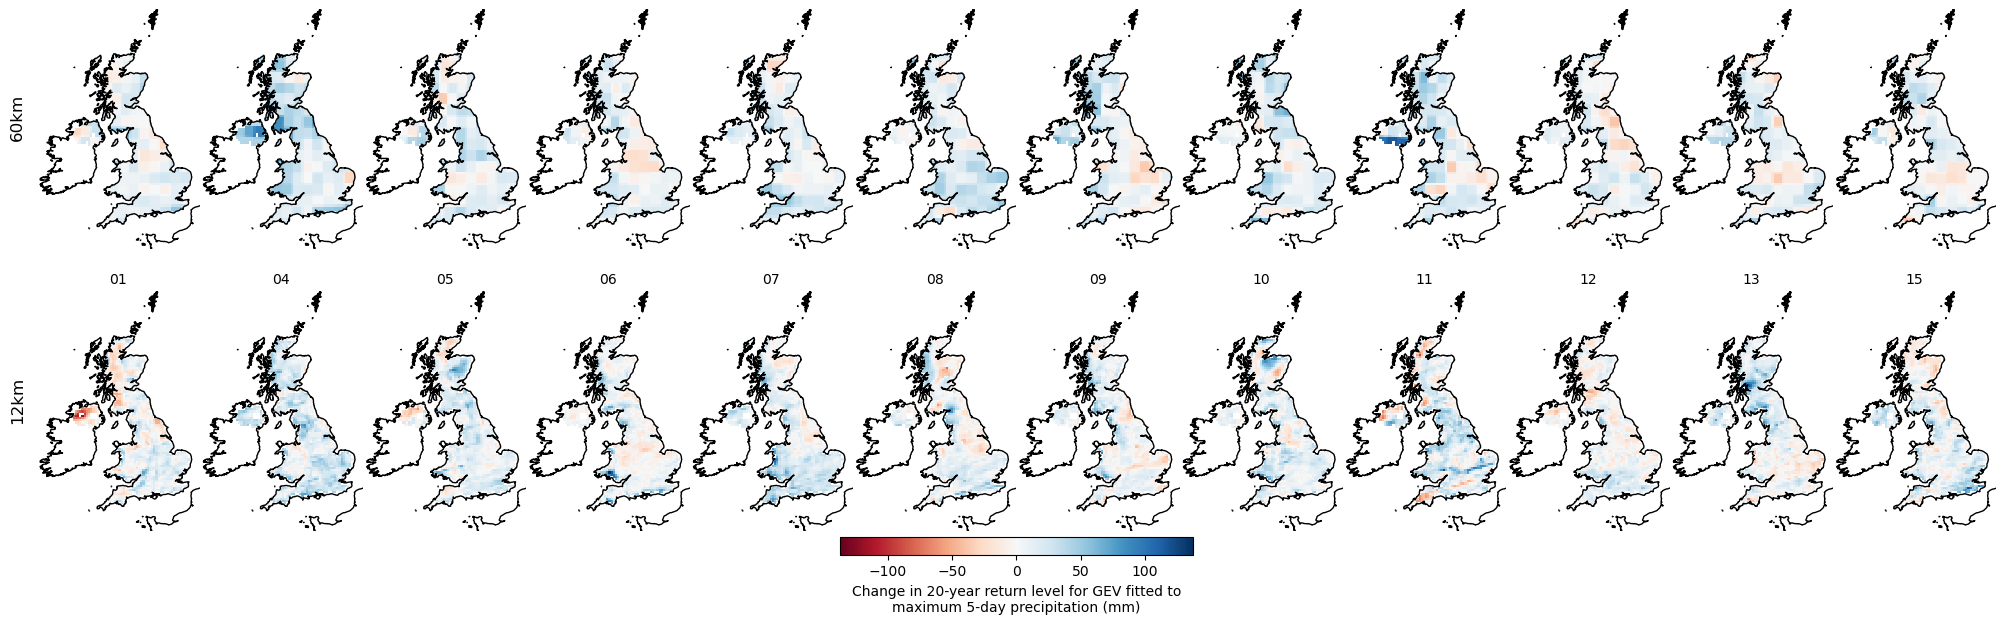 60km
01 04 05 06 07 08 09 10 11 12 13 15
12km
−100 −50 0 50 100
Change in 20-year return level for GEV fitted to
maximum 5-day precipitation (mm)